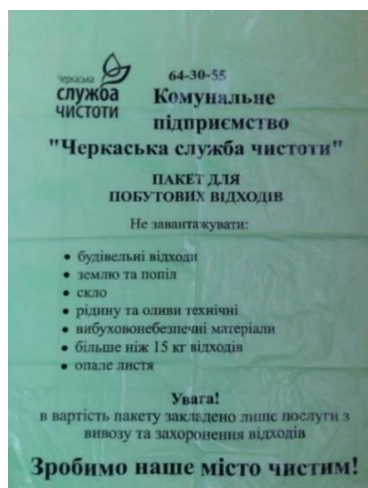 Черкаська
служба
чистоти
64-30-55
Комунальне
підприємство
"Черкаська служба чистоти"
ПАКЕТ ДЛЯ
ПОБУТОВИХ ВІДХОДІВ
Не завантажувати:
• будівельні відходи
• землю та попіл
• скло
• рідину та оливи технічні
• вибуховонебезпечні матеріали
• більше ніж 15 кг відходів
• опале листя
Увага!
в вартість пакету закладено лише послуги з
вивозу та захоронення відходів
Зробимо наше місто чистим!